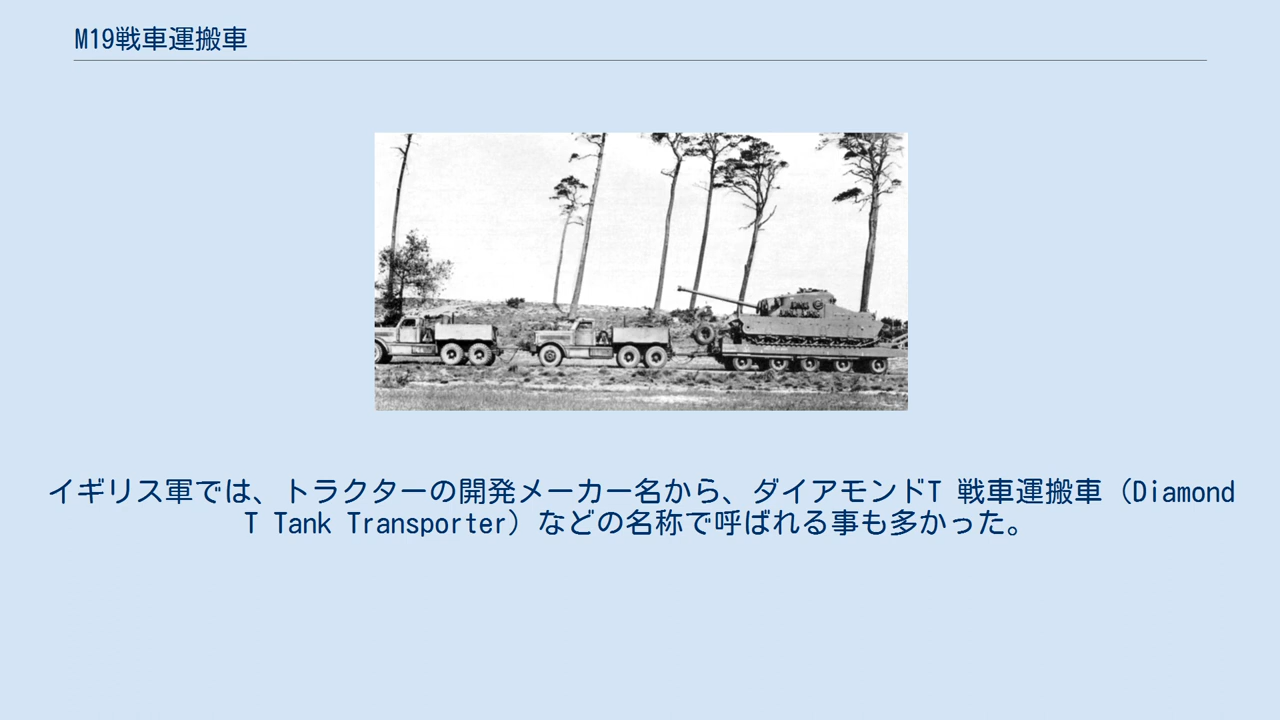 M19戦車運搬車
イギリス軍では、トラクターの開発メーカー名から、ダイアモンドT 戦車運搬車（Diamond
T Tank Transporter）などの名称で呼ばれる事も多かった。